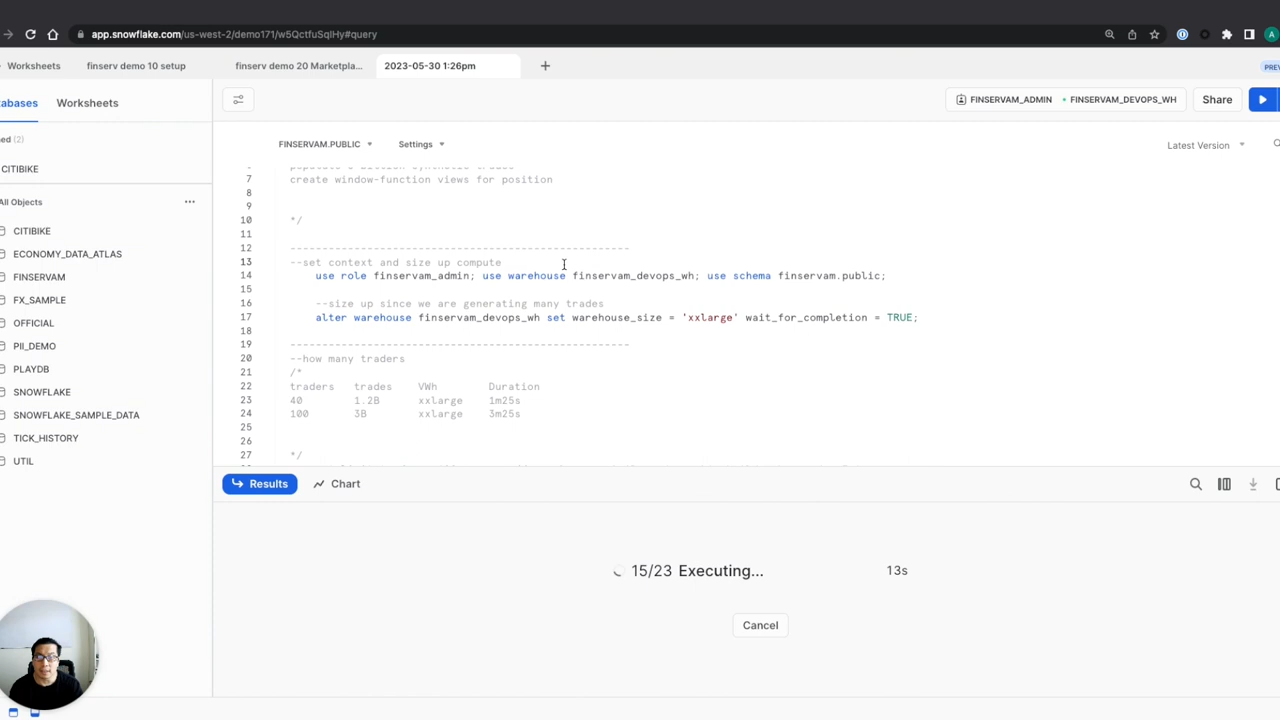 app.snowflake.com/us-west-2/demo171/w5QctfuSqlHy#query
Worksheets
finserv demo 10 setup
finserv demo 20 Marketpla...
2023-05-30 1:26pm
PREV
abases
Worksheets
FINSERVAM_ADMIN
FINSERVAM_DEVOPS_WH
Share
ed (2)
FINSERVAM.PUBLIC
Settings
Latest Version
CITIBIKE
All Objects
...
CITIBIKE
ECONOMY_DATA_ATLAS
FINSERVAM
FX_SAMPLE
OFFICIAL
PII_DEMO
PLAYDB
SNOWFLAKE
SNOWFLAKE_SAMPLE_DATA
TICK_HISTORY
UTIL
7 create window-function views for position
8
9
10 */
11
12 -----------------------------------------------------
13 --set context and size up compute
14 use role finservam_admin; use warehouse finservam_devops_wh; use schema finservam.public;
15
16 --size up since we are generating many trades
17 alter warehouse finservam_devops_wh set warehouse_size = 'xxlarge' wait_for_completion = TRUE;
18
19 -----------------------------------------------------
20 --how many traders
21 /*
22 traders trades VWh Duration
23 40 1.2B xxlarge 1m25s
24 100 3B xxlarge 3m25s
25
26
27 */
Results
Chart
15/23 Executing...
13s
Cancel